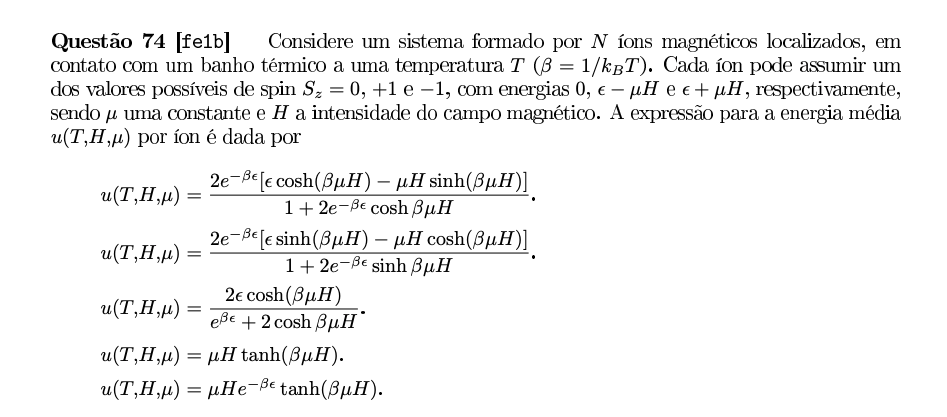 Questão 74 [fe1b] Considere um sistema formado por N íons magnéticos localizados, em
contato com um banho térmico a uma temperatura T (β = 1/k_BT). Cada íon pode assumir um
dos valores possíveis de spin S_z = 0, +1 e −1, com energias 0, ϵ − μH e ϵ + μH, respectivamente,
sendo μ uma constante e H a intensidade do campo magnético. A expressão para a energia média
u(T,H,μ) por íon é dada por
u(T,H,μ) = \frac{2e^{−βϵ}[ϵ cosh(βμH) − μH sinh(βμH)]}{1 + 2e^{−βϵ} cosh βμH}.
u(T,H,μ) = \frac{2e^{−βϵ}[ϵ sinh(βμH) − μH cosh(βμH)]}{1 + 2e^{−βϵ} sinh βμH}.
u(T,H,μ) = \frac{2ϵ cosh(βμH)}{e^{βϵ} + 2 cosh βμH}.
u(T,H,μ) = μH tanh(βμH).
u(T,H,μ) = μHe^{−βϵ} tanh(βμH).